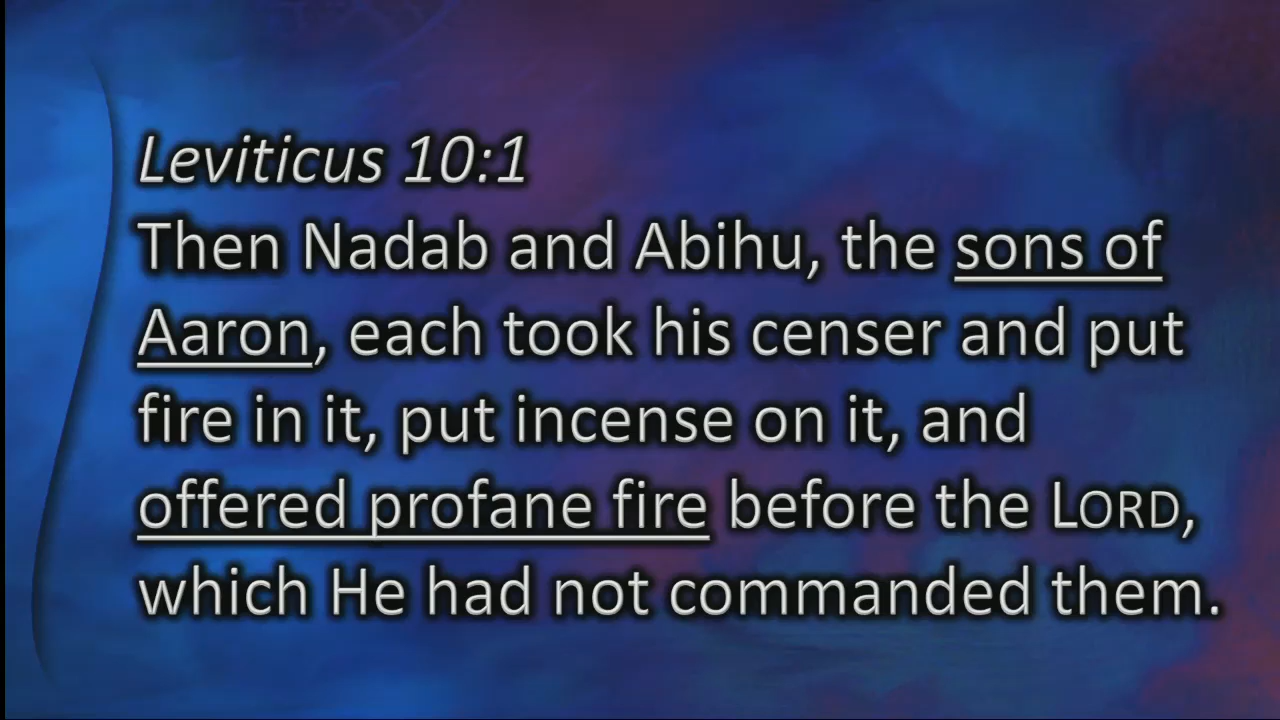 Leviticus 10:1
Then Nadab and Abihu, the sons of
Aaron, each took his censer and put
fire in it, put incense on it, and
offered profane fire before the LORD,
which He had not commanded them.